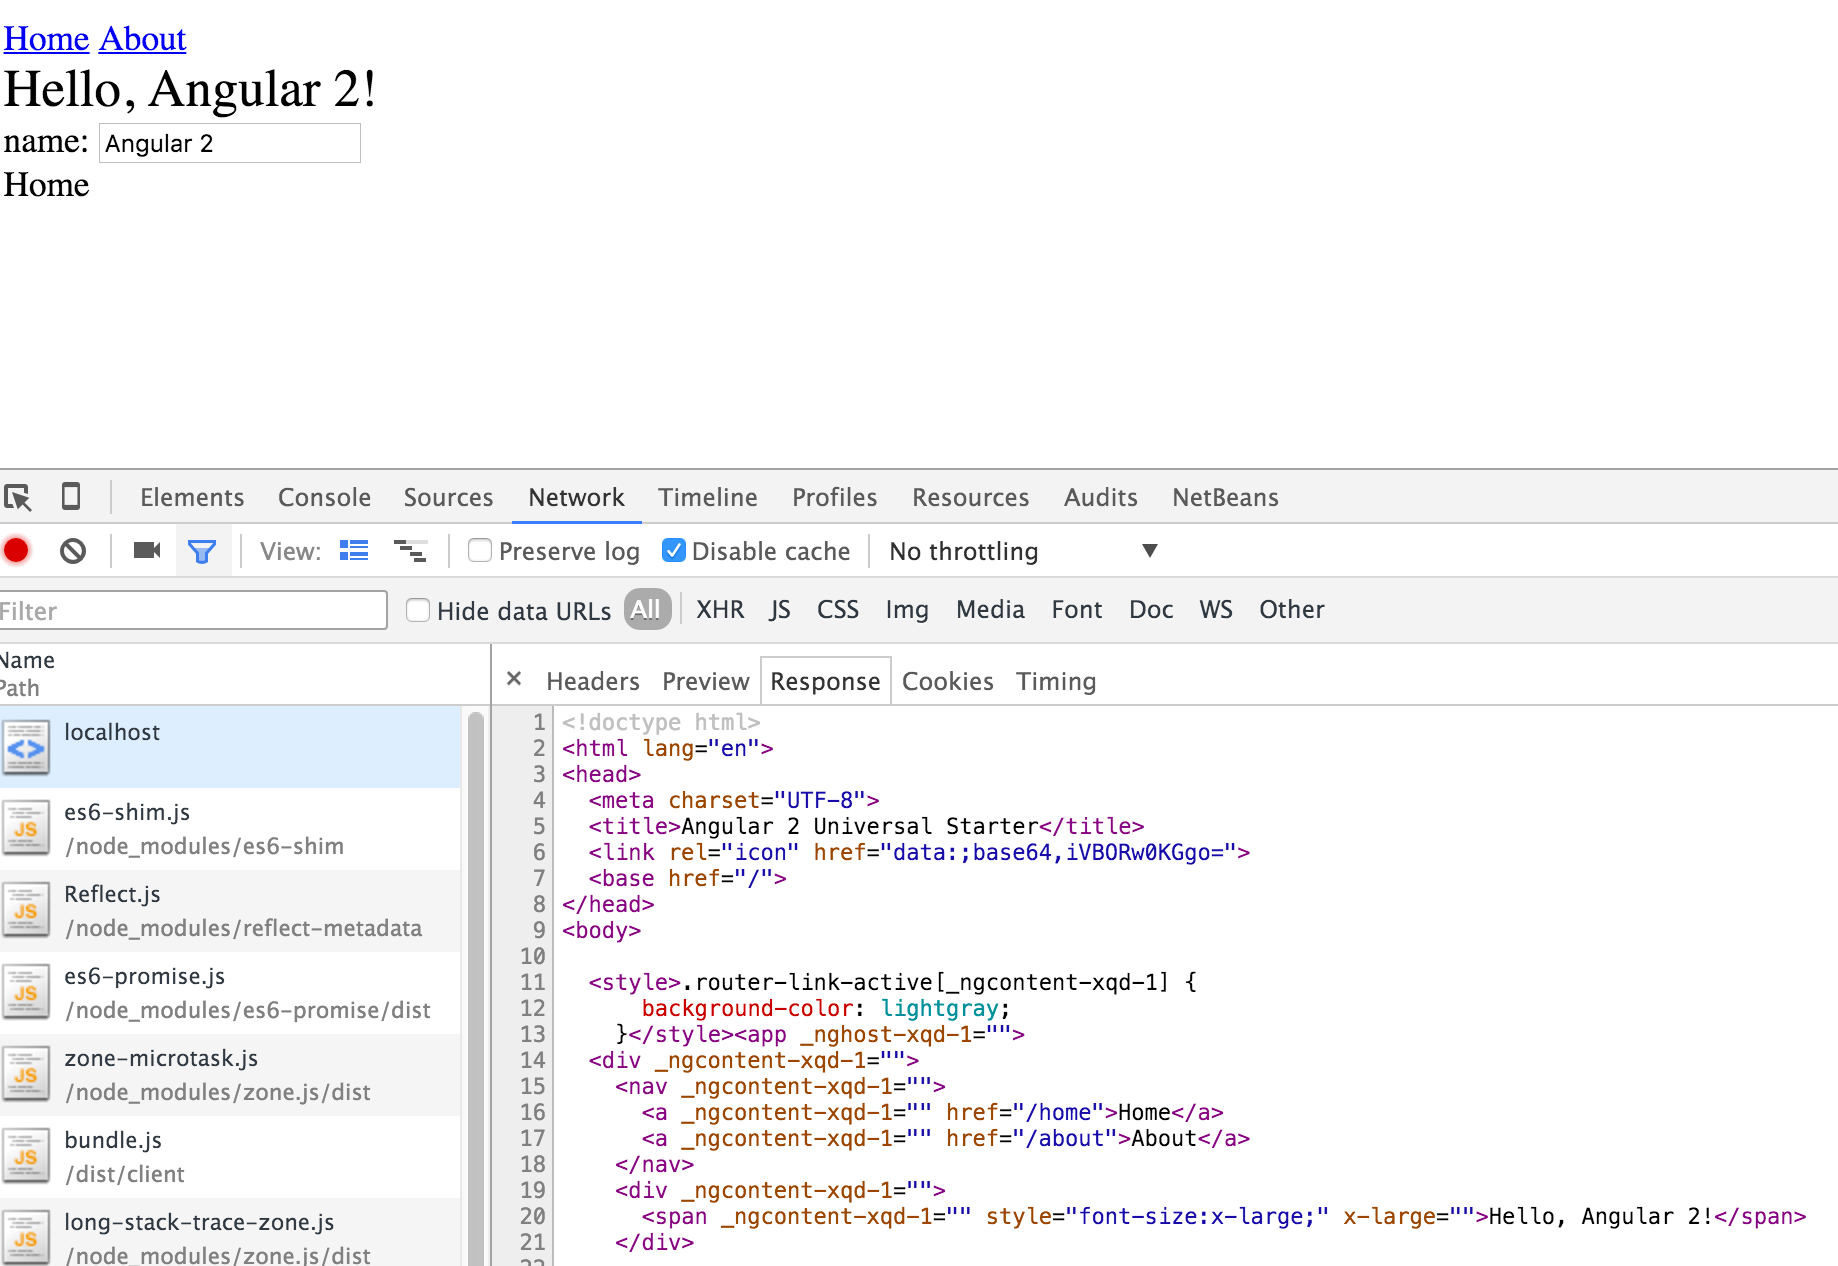 Home About
Hello, Angular 2!
name: Angular 2
Home
Elements Console Sources Network Timeline Profiles Resources Audits NetBeans
View: Preserve log Disable cache No throttling ▼
Filter Hide data URLs All XHR JS CSS Img Media Font Doc WS Other
Name
Path
× Headers Preview Response Cookies Timing
localhost
es6-shim.js
/node_modules/es6-shim
Reflect.js
/node_modules/reflect-metadata
es6-promise.js
/node_modules/es6-promise/dist
zone-microtask.js
/node_modules/zone.js/dist
bundle.js
/dist/client
long-stack-trace-zone.js
/node_modules/zone.js/dist
1 <!doctype html>
2 <html lang="en">
3 <head>
4   <meta charset="UTF-8">
5   <title>Angular 2 Universal Starter</title>
6   <link rel="icon" href="data:;base64,iVBORw0KGgo=">
7   <base href="/">
8 </head>
9 <body>
10
11   <style>.router-link-active[_ngcontent-xqd-1] {
12       background-color: lightgray;
13     }</style><app _nghost-xqd-1="">
14   <div _ngcontent-xqd-1="">
15     <nav _ngcontent-xqd-1="">
16       <a _ngcontent-xqd-1="" href="/home">Home</a>
17       <a _ngcontent-xqd-1="" href="/about">About</a>
18     </nav>
19     <div _ngcontent-xqd-1="">
20       <span _ngcontent-xqd-1="" style="font-size:x-large;" x-large="">Hello, Angular 2!</span>
21     </div>